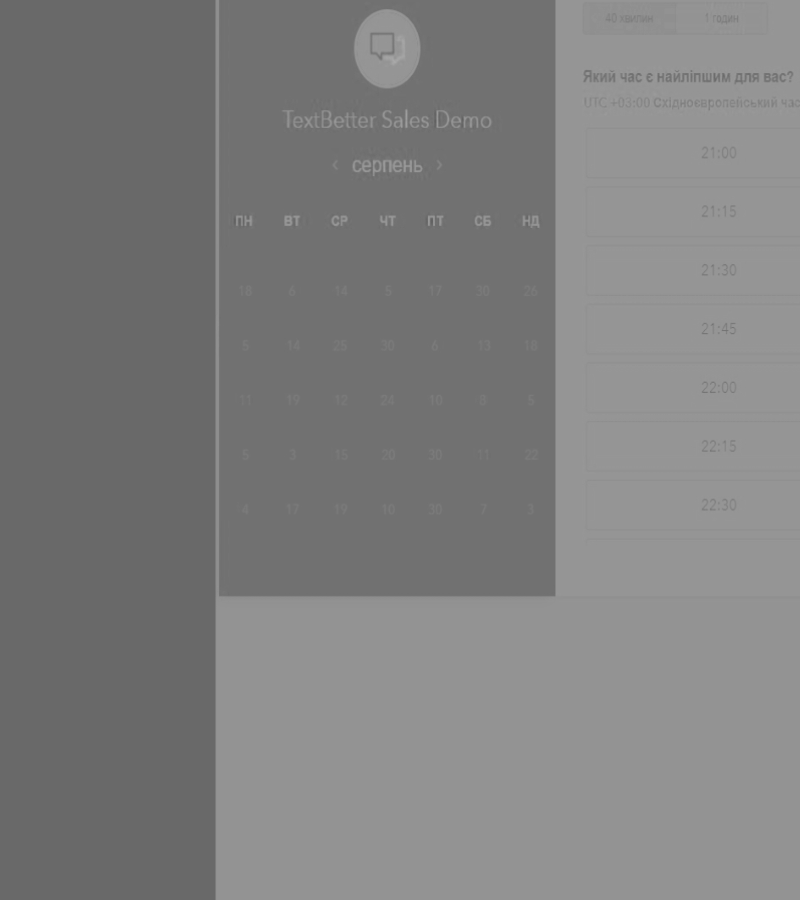 TextBetter Sales Demo
‹ серпень ›
ПН ВТ СР ЧТ ПТ СБ НД
18 6 14 5 17 30 26
5 14 29 30 6 13 18
11 19 12 24 10 8 5
5 3 15 20 30 11 22
4 17 19 10 30 7 3
40 хвилин 1 годин
Який час є найліпшим для вас?
UTC +03:00 Східноєвропейський час
21:00
21:15
21:30
21:45
22:00
22:15
22:30